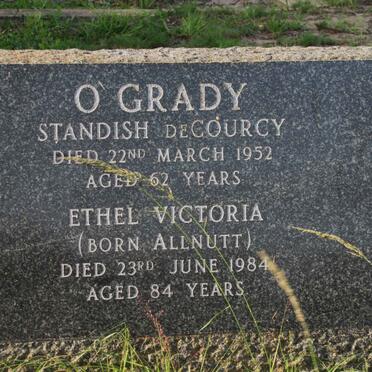 O'GRADY
STANDISH DECOURCY
DIED 22ND MARCH 1952
AGED 62 YEARS
ETHEL VICTORIA
(BORN ALLNUTT)
DIED 23RD JUNE 1984
AGED 84 YEARS